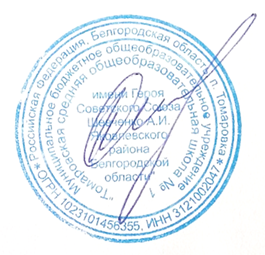 * Российская Федерация, Белгородская область, п. Томаровка *
ОГРН 1023101456355, ИНН 3121002047
Муниципальное бюджетное общеобразовательное учреждение
"Томаровская средняя общеобразовательная школа № 1
имени Героя
Советского Союза
Шевченко А.И.
Яковлевского
района
Белгородской
области"